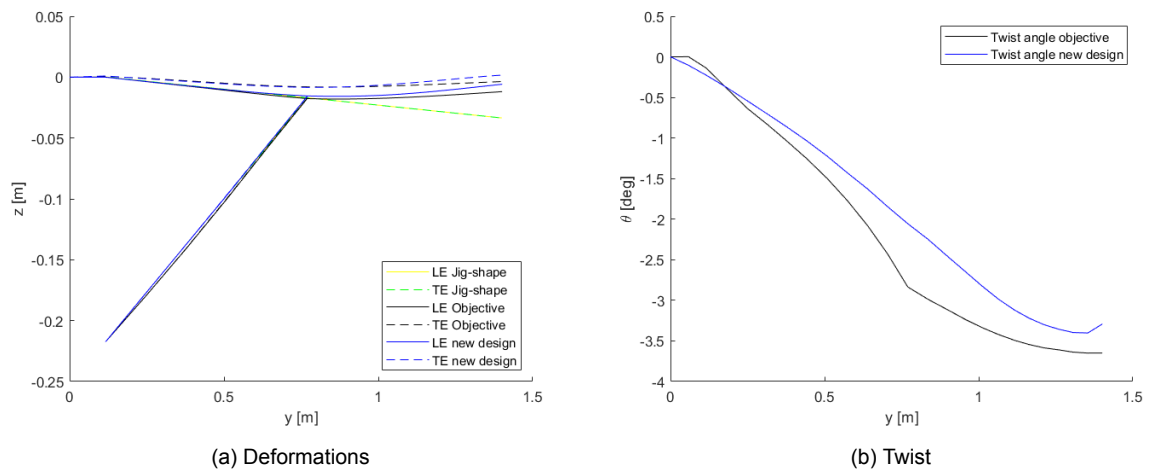 0.05
0
-0.05
-0.1
-0.15
-0.2
-0.25
z [m]
0
0.5
1
1.5
y [m]
LE Jig-shape
TE Jig-shape
LE Objective
TE Objective
LE new design
TE new design
(a) Deformations
0.5
0
-0.5
-1
-1.5
-2
-2.5
-3
-3.5
-4
θ [deg]
0
0.5
1
1.5
y [m]
Twist angle objective
Twist angle new design
(b) Twist